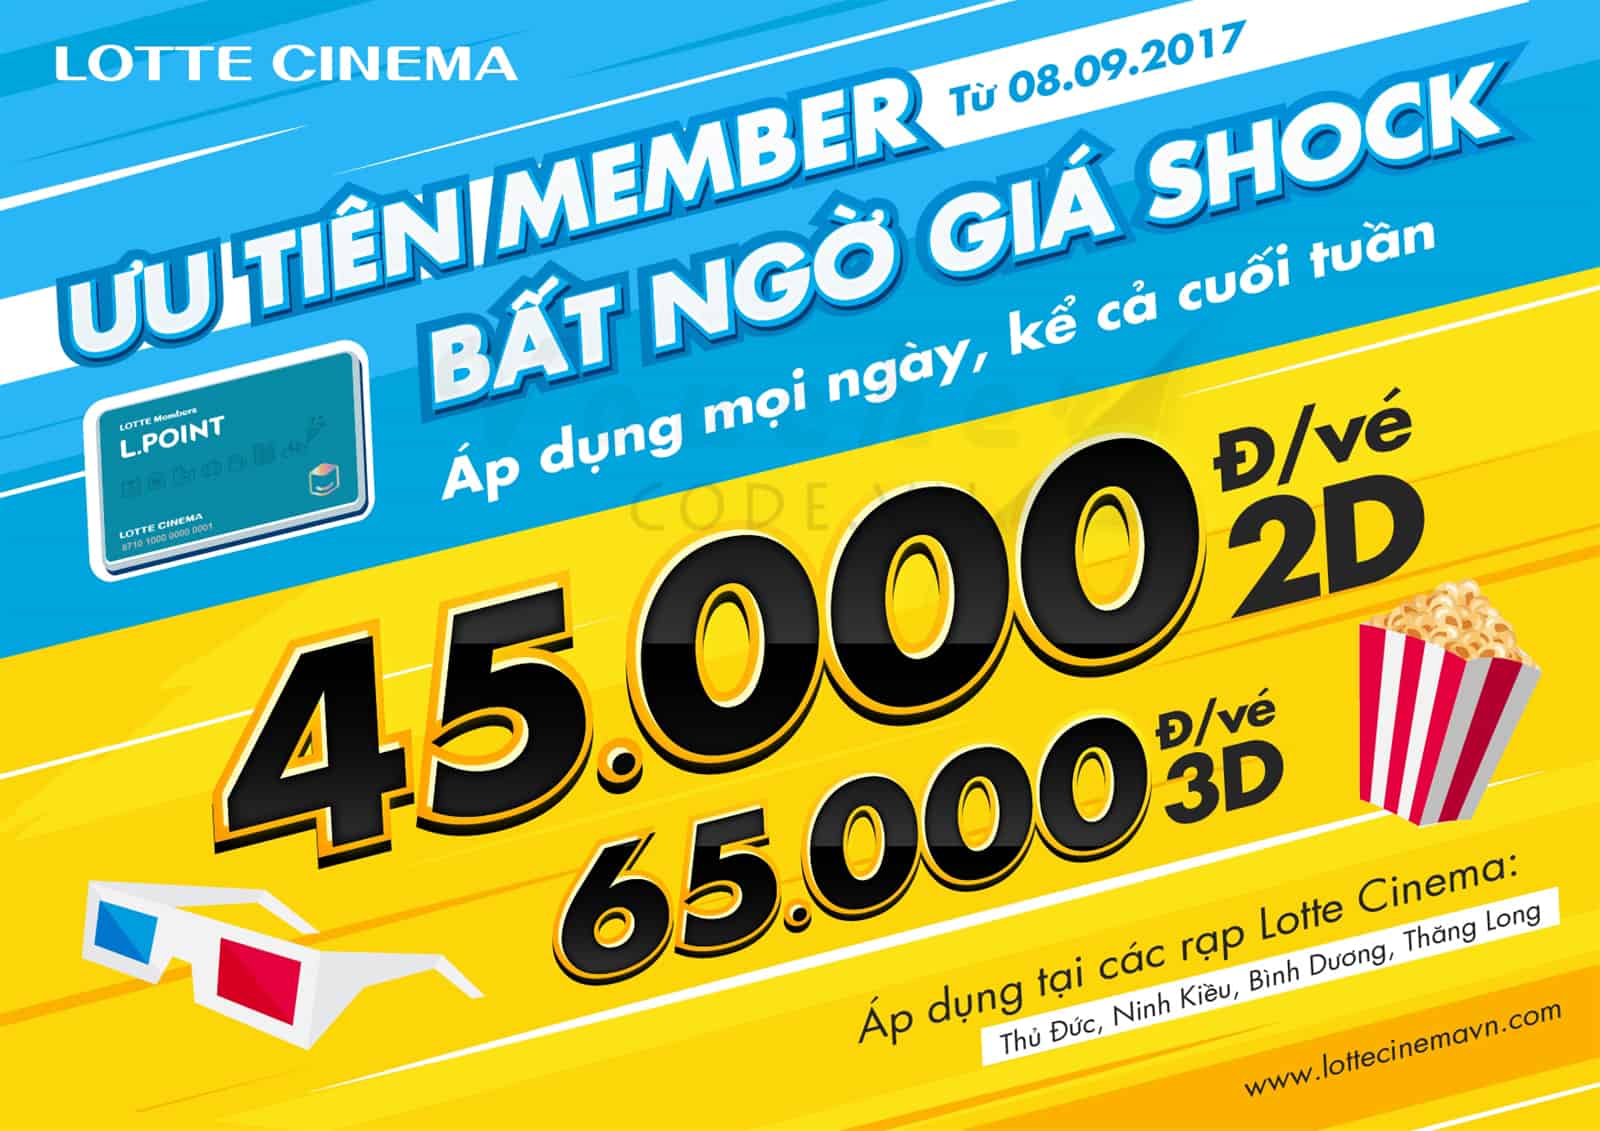 LOTTE CINEMA
Từ 08.09.2017
ƯU TIÊN MEMBER
BẤT NGỜ GIÁ SHOCK
Áp dụng mọi ngày, kể cả cuối tuần
LOTTE Members
L.POINT
LOTTE CINEMA
8710 1000 0000 0001
CODE.VN
45.000 Đ/vé
2D
65.000 Đ/vé
3D
Áp dụng tại các rạp Lotte Cinema:
Thủ Đức, Ninh Kiều, Bình Dương, Thăng Long
www.lottecinemavn.com